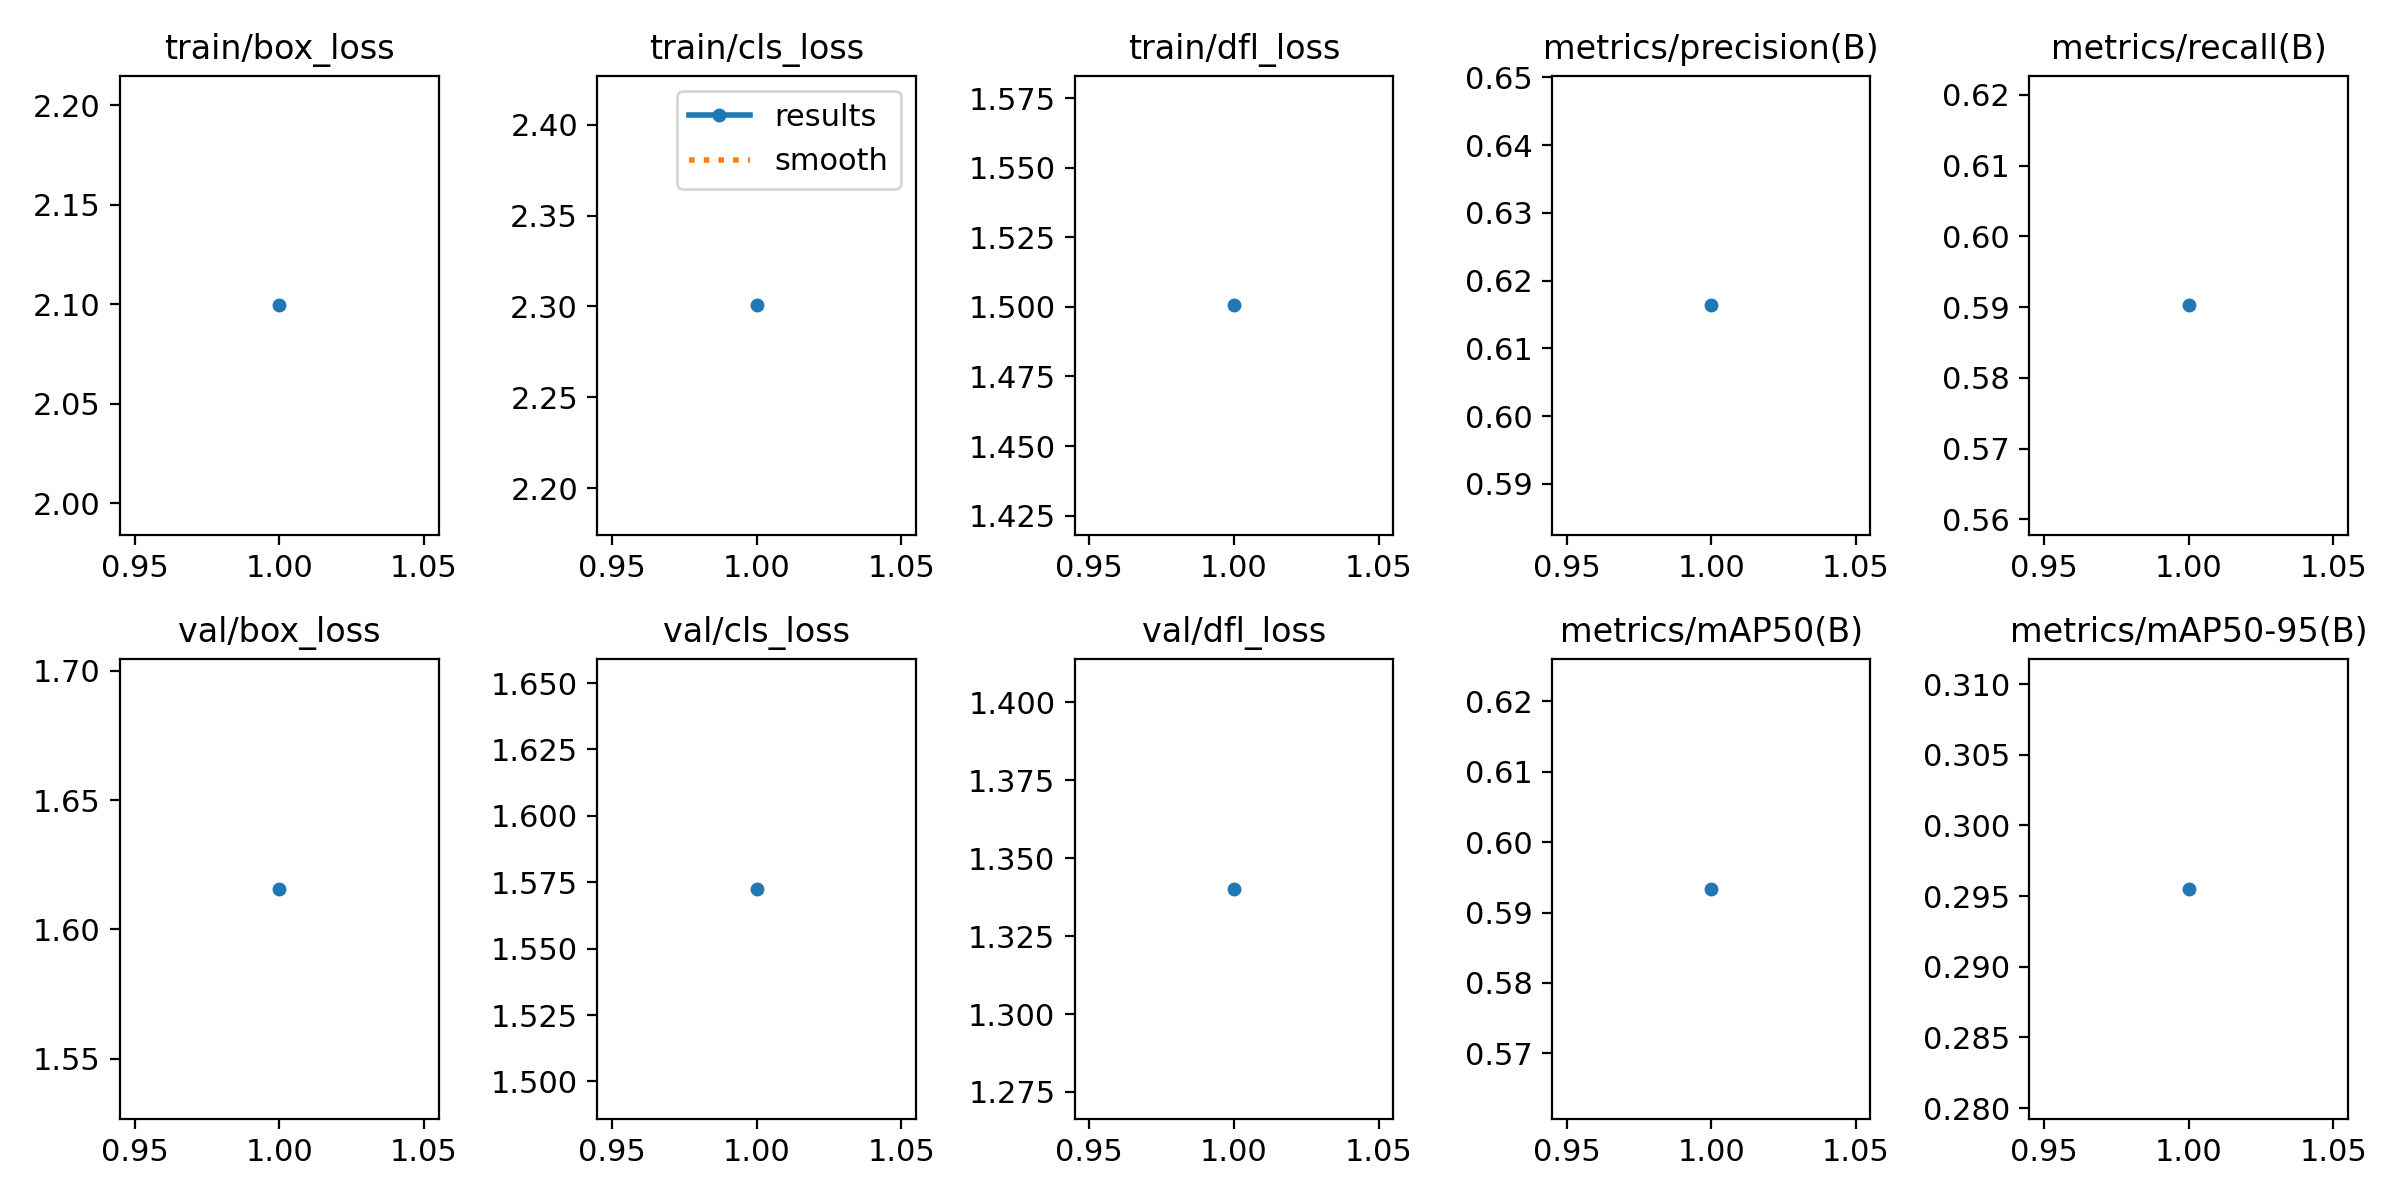 train/box_loss
2.20
2.15
2.10
2.05
2.00
0.95 1.00 1.05
train/cls_loss
results
smooth
2.40
2.35
2.30
2.25
2.20
0.95 1.00 1.05
train/dfl_loss
1.575
1.550
1.525
1.500
1.475
1.450
1.425
0.95 1.00 1.05
metrics/precision(B)
0.65
0.64
0.63
0.62
0.61
0.60
0.59
0.95 1.00 1.05
metrics/recall(B)
0.62
0.61
0.60
0.59
0.58
0.57
0.56
0.95 1.00 1.05
val/box_loss
1.70
1.65
1.60
1.55
0.95 1.00 1.05
val/cls_loss
1.650
1.625
1.600
1.575
1.550
1.525
1.500
0.95 1.00 1.05
val/dfl_loss
1.400
1.375
1.350
1.325
1.300
1.275
0.95 1.00 1.05
metrics/mAP50(B)
0.62
0.61
0.60
0.59
0.58
0.57
0.95 1.00 1.05
metrics/mAP50-95(B)
0.310
0.305
0.300
0.295
0.290
0.285
0.280
0.95 1.00 1.05